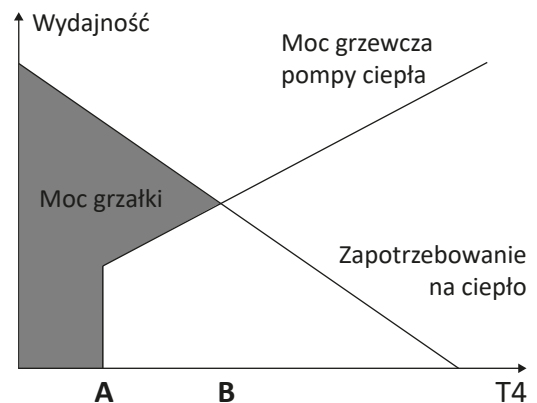 Wydajność
Moc grzewcza
pompy ciepła
Moc grzałki
Zapotrzebowanie
na ciepło
A
B
T4